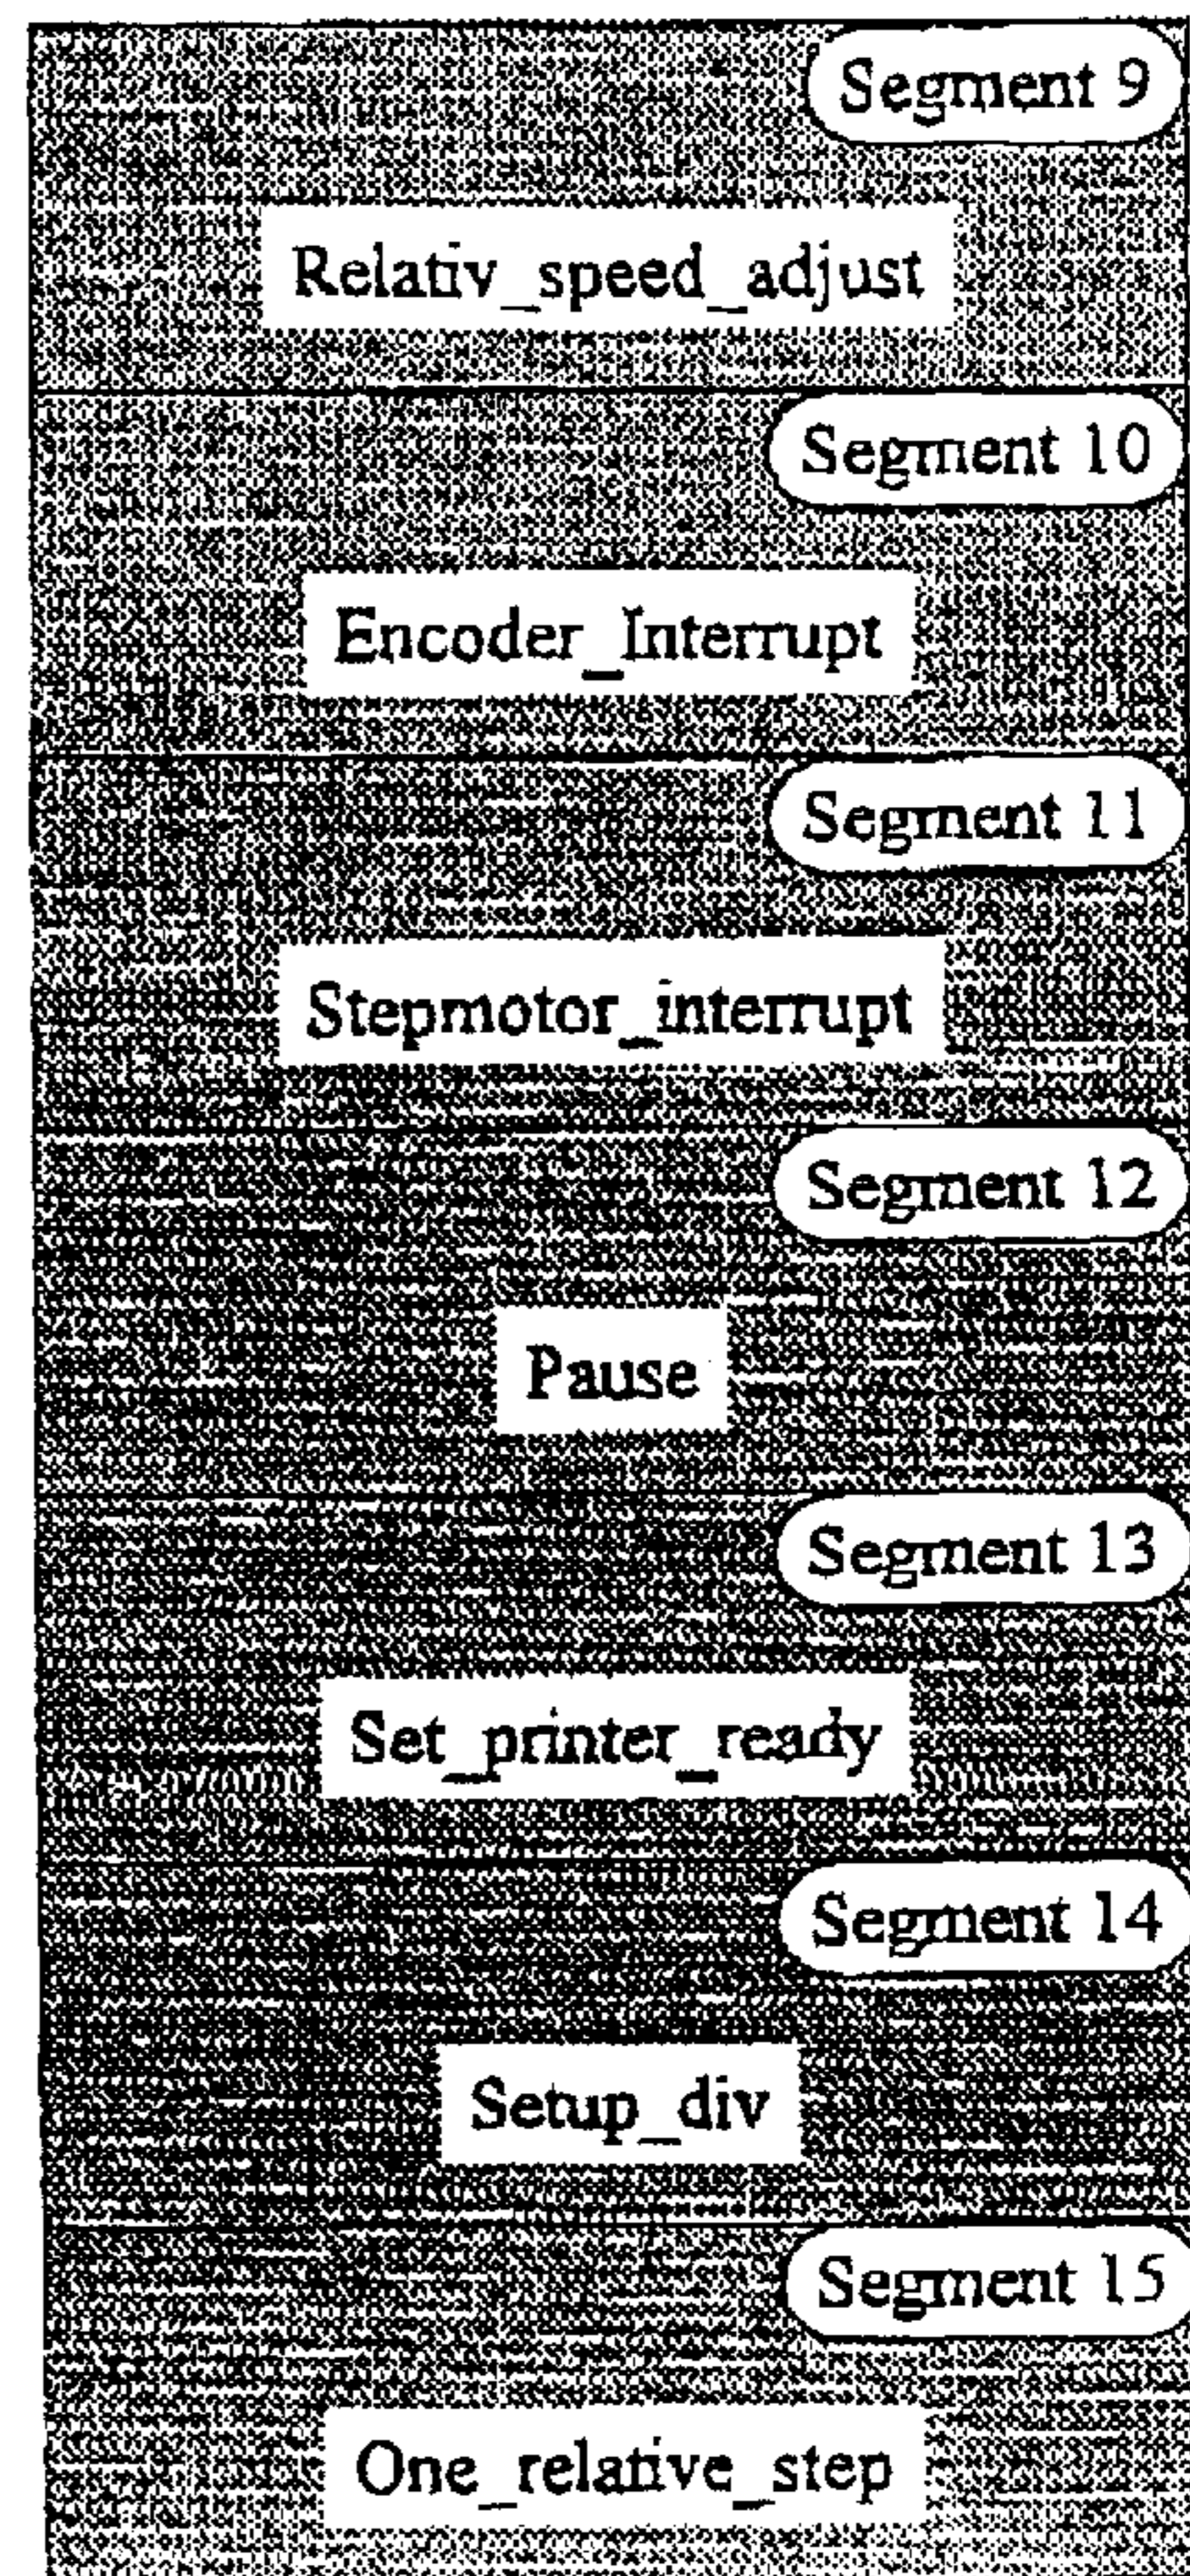 Segment 9
Relativ_speed_adjust
Segment 10
Encoder_Interrupt
Segment 11
Stepmotor_interrupt
Segment 12
Pause
Segment 13
Set_printer_ready
Segment 14
Setup_div
Segment 15
One_relative_step